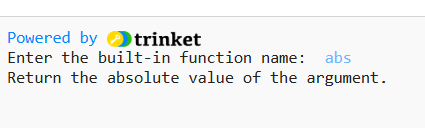 Powered by trinket
Enter the built-in function name: abs
Return the absolute value of the argument.